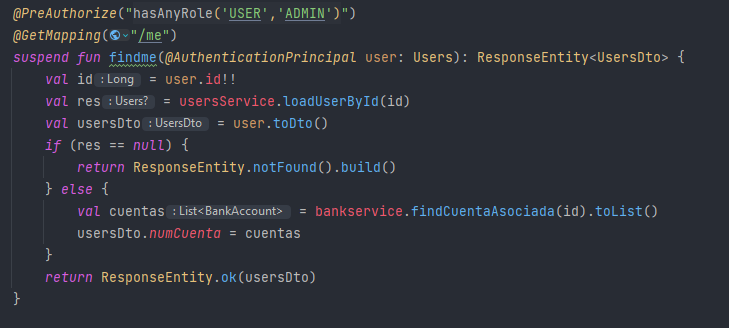 @PreAuthorize("hasAnyRole('USER','ADMIN')")
@GetMapping("/me")
suspend fun findme(@AuthenticationPrincipal user: Users): ResponseEntity<UsersDto> {
    val id : Long = user.id!!
    val res : Users? = usersService.loadUserById(id)
    val usersDto : UsersDto = user.toDto()
    if (res == null) {
        return ResponseEntity.notFound().build()
    } else {
        val cuentas : List<BankAccount> = bankservice.findCuentaAsociada(id).toList()
        usersDto.numCuenta = cuentas
    }
    return ResponseEntity.ok(usersDto)
}